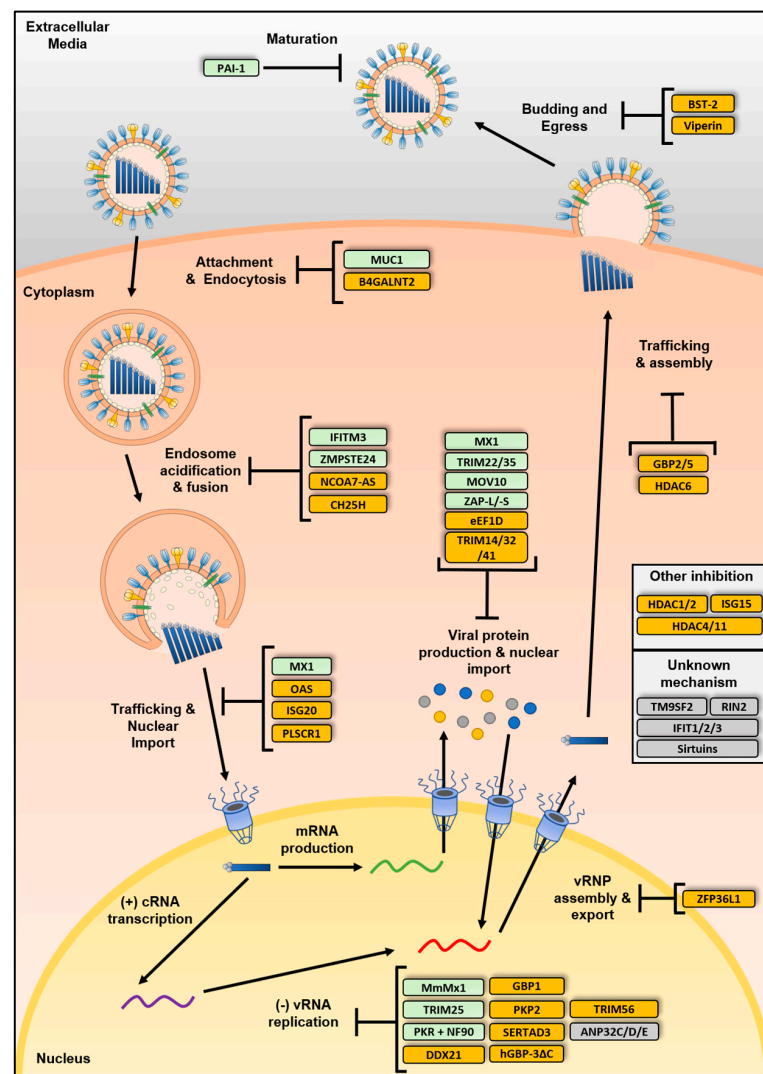 Extracellular
Media
Maturation
PAI-1
Budding and
Egress
BST-2
Viperin
Attachment
& Endocytosis
MUC1
B4GALNT2
Cytoplasm
Trafficking
& assembly
GBP2/5
HDAC6
Endosome
acidification
& fusion
IFITM3
ZMPSTE24
NCOA7-AS
CH25H
MX1
TRIM22/35
MOV10
ZAP-L/-S
eEF1D
TRIM14/32
/41
Viral protein
production & nuclear
import
Other inhibition
HDAC1/2
ISG15
HDAC4/11
Unknown
mechanism
TM9SF2
RIN2
IFIT1/2/3
Sirtuins
Trafficking &
Nuclear
Import
MX1
OAS
ISG20
PLSCR1
mRNA
production
(+) cRNA
transcription
vRNP
assembly &
export
ZFP36L1
(-) vRNA
replication
MmMx1
GBP1
TRIM25
PKP2
TRIM56
PKR + NF90
SERTAD3
ANP32C/D/E
DDX21
hGBP-3ΔC
Nucleus